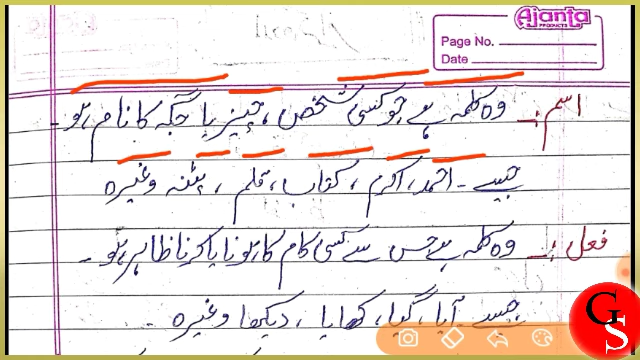 Ajanta
PRODUCTS
Page No.
Date
اسم :- وہ کلمہ ہے جو کسی شخص ، چیز یا جگہ کا نام ہو -
جیسے - احمد، اکرم ، کتاب، قلم ، پٹنہ وغیرہ
فعل :- وہ کلمہ ہے جس سے کسی کام کا ہونا یا کرنا ظاہر ہو -
جیسے آیا، گیا، کھایا ، دیکھا وغیرہ
GS